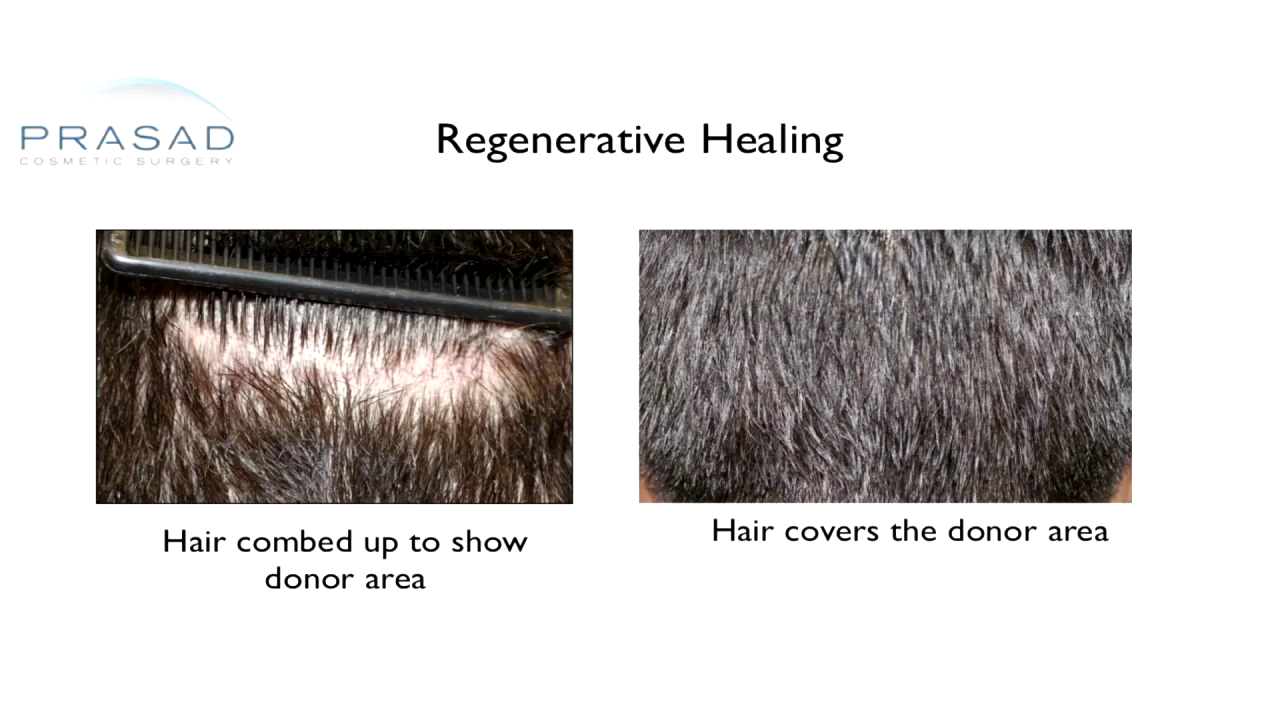 PRASAD
COSMETIC SURGERY
Regenerative Healing
Hair combed up to show
donor area
Hair covers the donor area